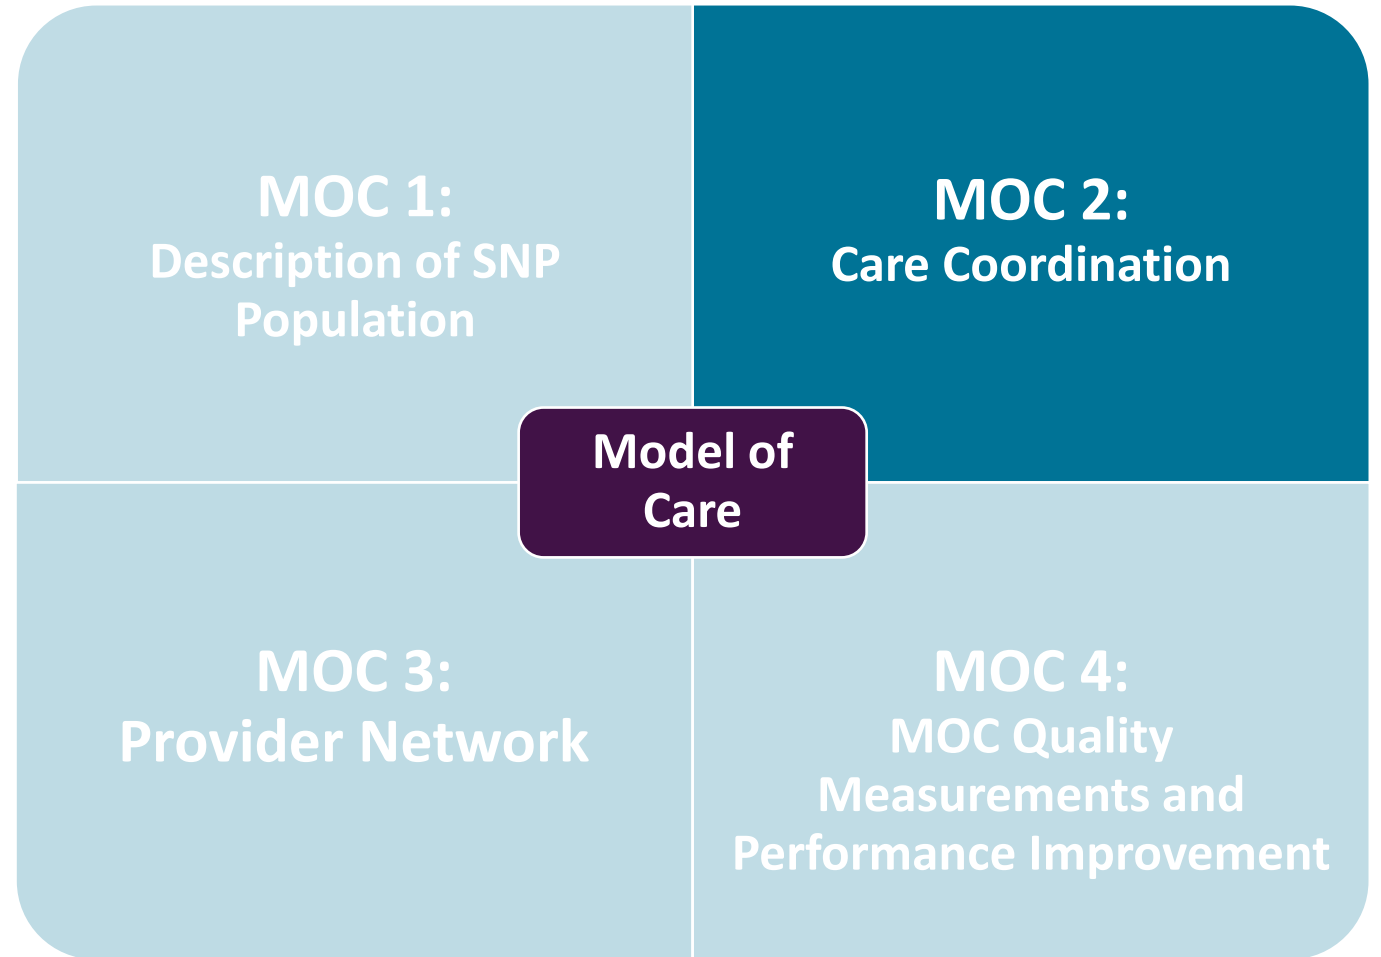 MOC 1:
Description of SNP
Population
MOC 2:
Care Coordination
Model of
Care
MOC 3:
Provider Network
MOC 4:
MOC Quality
Measurements and
Performance Improvement